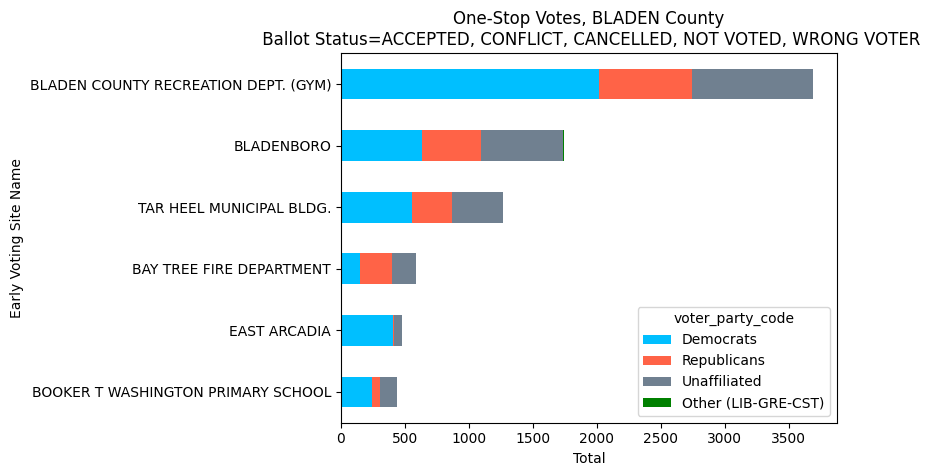 One-Stop Votes, BLADEN County
Ballot Status=ACCEPTED, CONFLICT, CANCELLED, NOT VOTED, WRONG VOTER
Early Voting Site Name
BLADEN COUNTY RECREATION DEPT. (GYM)
BLADENBORO
TAR HEEL MUNICIPAL BLDG.
BAY TREE FIRE DEPARTMENT
EAST ARCADIA
BOOKER T WASHINGTON PRIMARY SCHOOL
voter_party_code
Democrats
Republicans
Unaffiliated
Other (LIB-GRE-CST)
0 500 1000 1500 2000 2500 3000 3500
Total